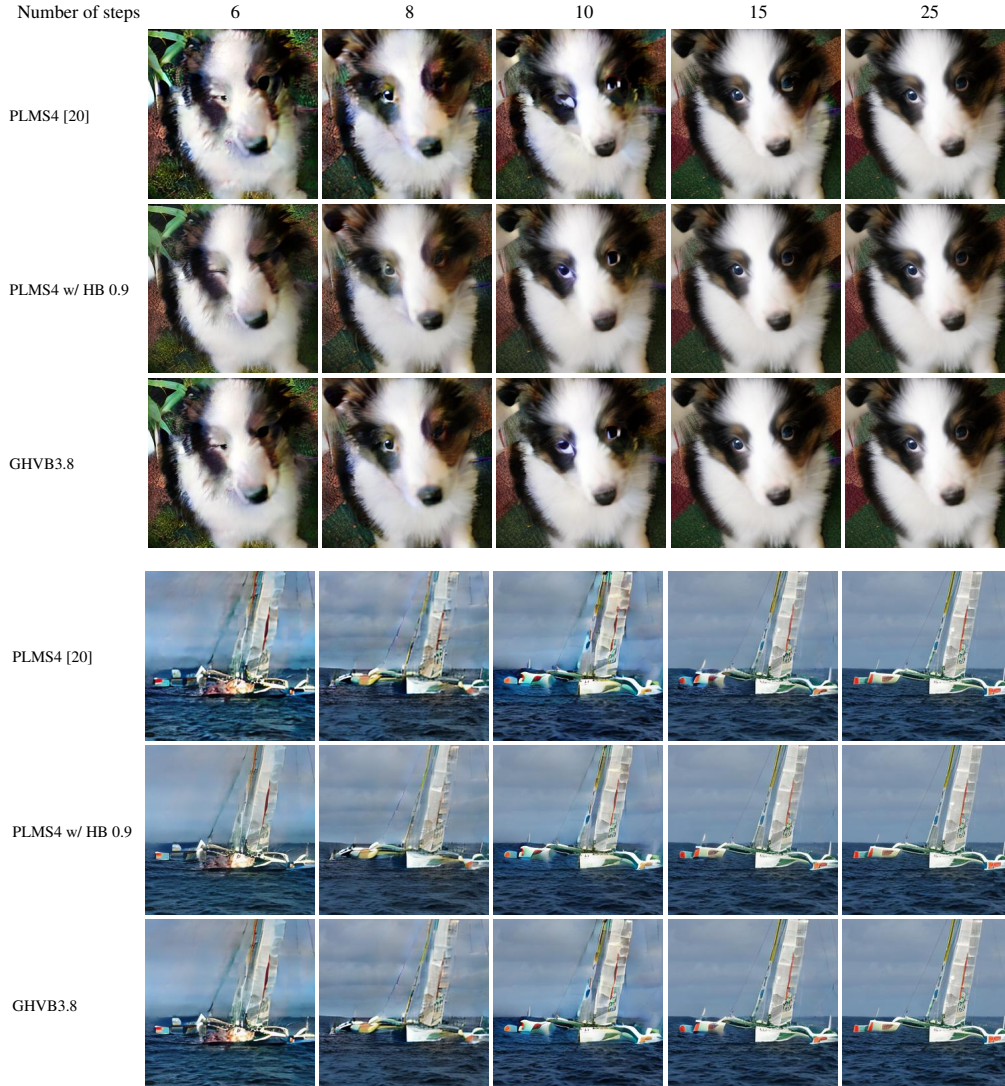 Number of steps 6 8 10 15 25
PLMS4 [20]
PLMS4 w/ HB 0.9
GHVB3.8
PLMS4 [20]
PLMS4 w/ HB 0.9
GHVB3.8